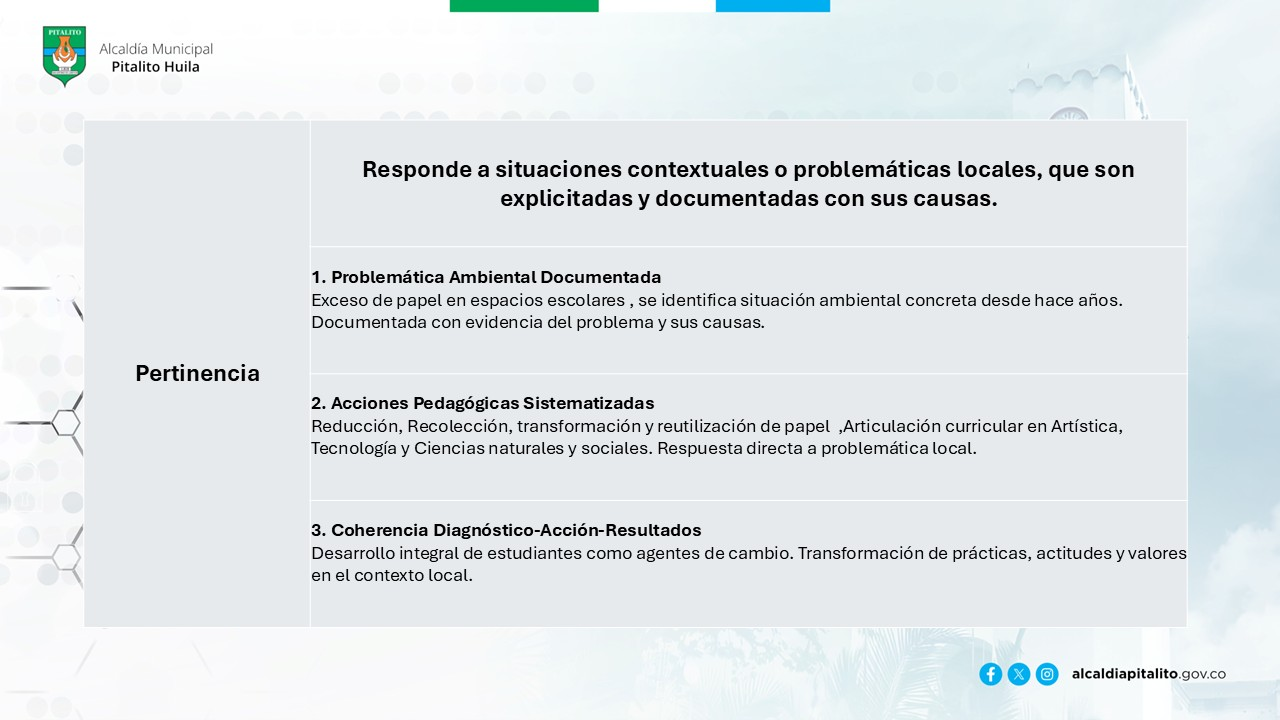 PITALITO
Alcaldía Municipal
Pitalito Huila
Responde a situaciones contextuales o problemáticas locales, que son
explicitadas y documentadas con sus causas.
Pertinencia
1. Problemática Ambiental Documentada
Exceso de papel en espacios escolares , se identifica situación ambiental concreta desde hace años.
Documentada con evidencia del problema y sus causas.
2. Acciones Pedagógicas Sistematizadas
Reducción, Recolección, transformación y reutilización de papel  ,Articulación curricular en Artística,
Tecnología y Ciencias naturales y sociales. Respuesta directa a problemática local.
3. Coherencia Diagnóstico-Acción-Resultados
Desarrollo integral de estudiantes como agentes de cambio. Transformación de prácticas, actitudes y valores
en el contexto local.
alcaldiapitalito.gov.co